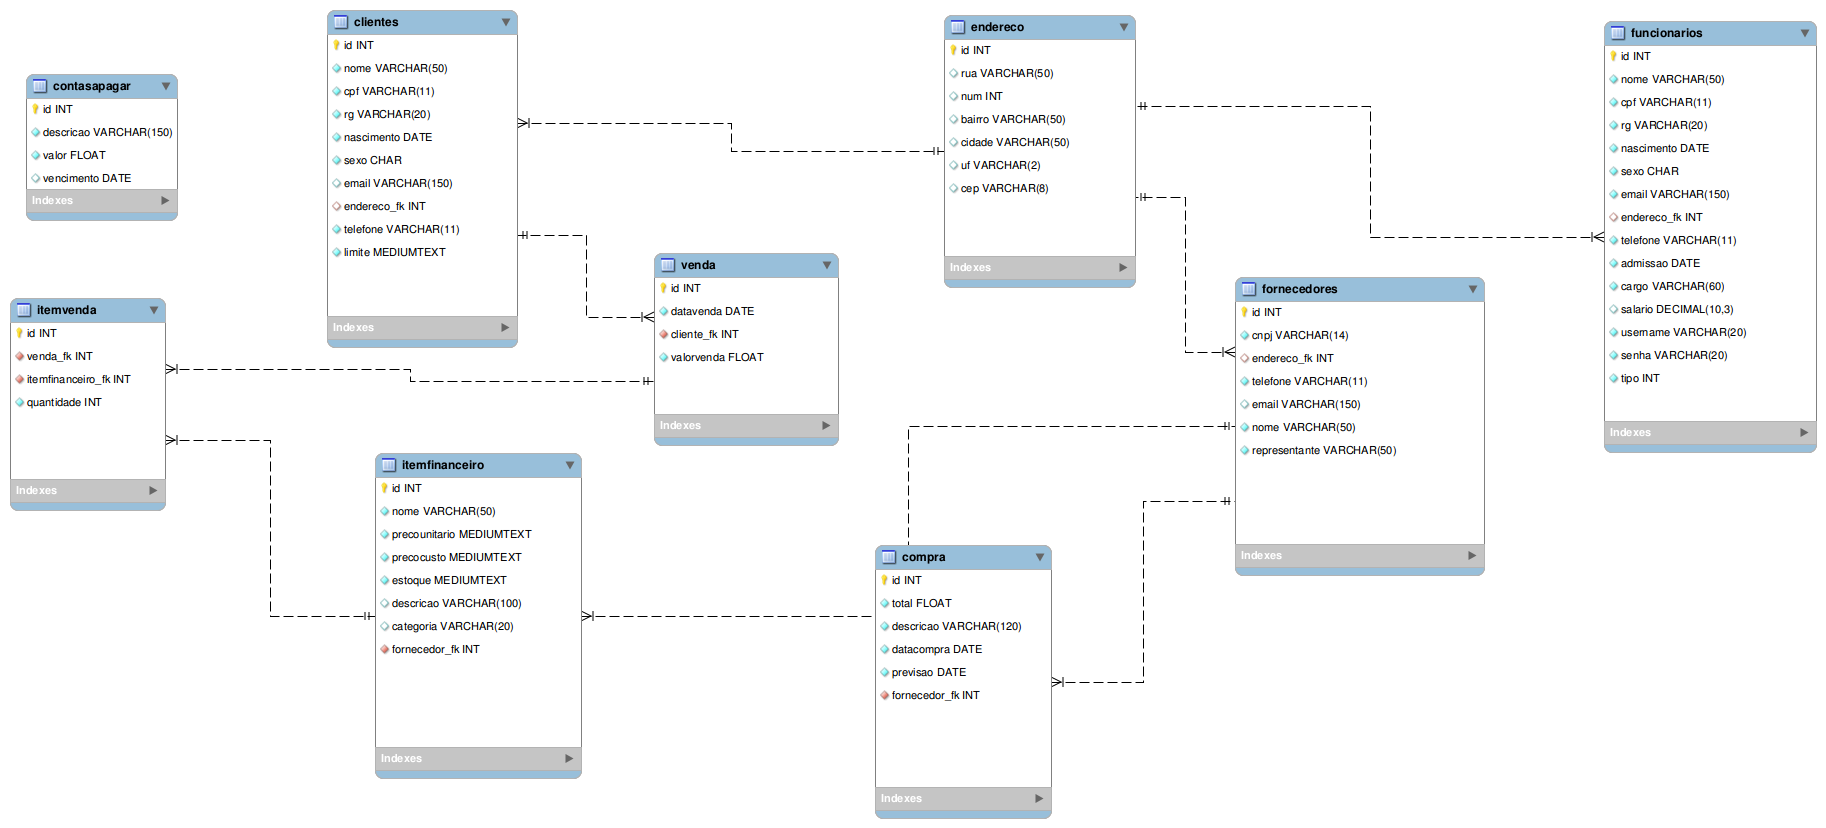 contasapagar
id INT
descricao VARCHAR(150)
valor FLOAT
vencimento DATE
Indexes
clientes
id INT
nome VARCHAR(50)
cpf VARCHAR(11)
rg VARCHAR(20)
nascimento DATE
sexo CHAR
email VARCHAR(150)
endereco_fk INT
telefone VARCHAR(11)
limite MEDIUMTEXT
Indexes
endereco
id INT
rua VARCHAR(50)
num INT
bairro VARCHAR(50)
cidade VARCHAR(50)
uf VARCHAR(2)
cep VARCHAR(8)
Indexes
funcionarios
id INT
nome VARCHAR(50)
cpf VARCHAR(11)
rg VARCHAR(20)
nascimento DATE
sexo CHAR
email VARCHAR(150)
endereco_fk INT
telefone VARCHAR(11)
admissao DATE
cargo VARCHAR(60)
salario DECIMAL(10,3)
username VARCHAR(20)
senha VARCHAR(20)
tipo INT
Indexes
itemvenda
id INT
venda_fk INT
itemfinanceiro_fk INT
quantidade INT
Indexes
venda
id INT
datavenda DATE
cliente_fk INT
valorvenda FLOAT
Indexes
fornecedores
id INT
cnpj VARCHAR(14)
endereco_fk INT
telefone VARCHAR(11)
email VARCHAR(150)
nome VARCHAR(50)
representante VARCHAR(50)
Indexes
itemfinanceiro
id INT
nome VARCHAR(50)
precounitario MEDIUMTEXT
precocusto MEDIUMTEXT
estoque MEDIUMTEXT
descricao VARCHAR(100)
categoria VARCHAR(20)
fornecedor_fk INT
Indexes
compra
id INT
total FLOAT
descricao VARCHAR(120)
datacompra DATE
previsao DATE
fornecedor_fk INT
Indexes